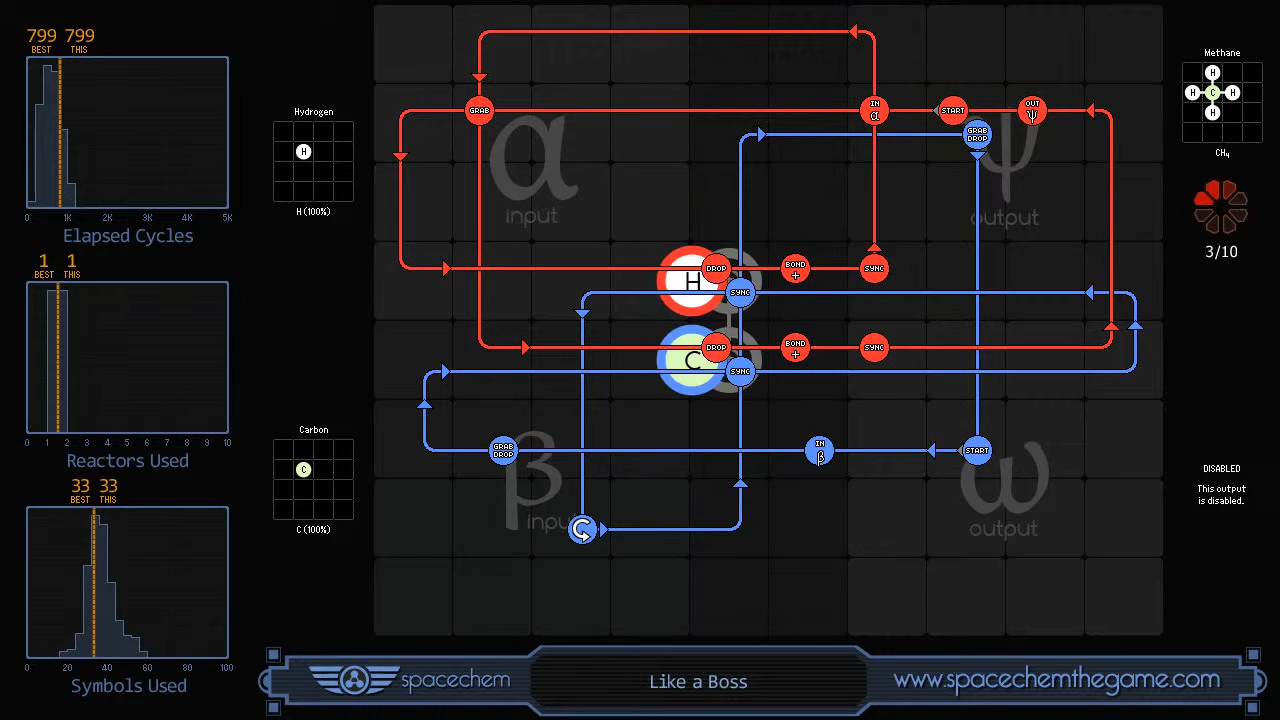 799 799
BEST THIS
0 1K 2K 3K 4K 5K
Elapsed Cycles
1 1
BEST THIS
0 1 2 3 4 5 6 7 8 9 10
Reactors Used
33 33
BEST THIS
0 20 40 60 80 100
Symbols Used
Hydrogen
H
H (100%)
Carbon
C
C (100%)
α
input
ψ
output
β
input
ω
output
GRAB
IN
α
START
OUT
ψ
GRAB
DROP
H
DROP
BOND
+
SYNC
SYNC
C
DROP
BOND
+
SYNC
SYNC
GRAB
DROP
IN
β
START
Methane
H
H C H
H
CH₄
3/10
DISABLED
This output
is disabled.
spacechem
Like a Boss
www.spacechemthegame.com